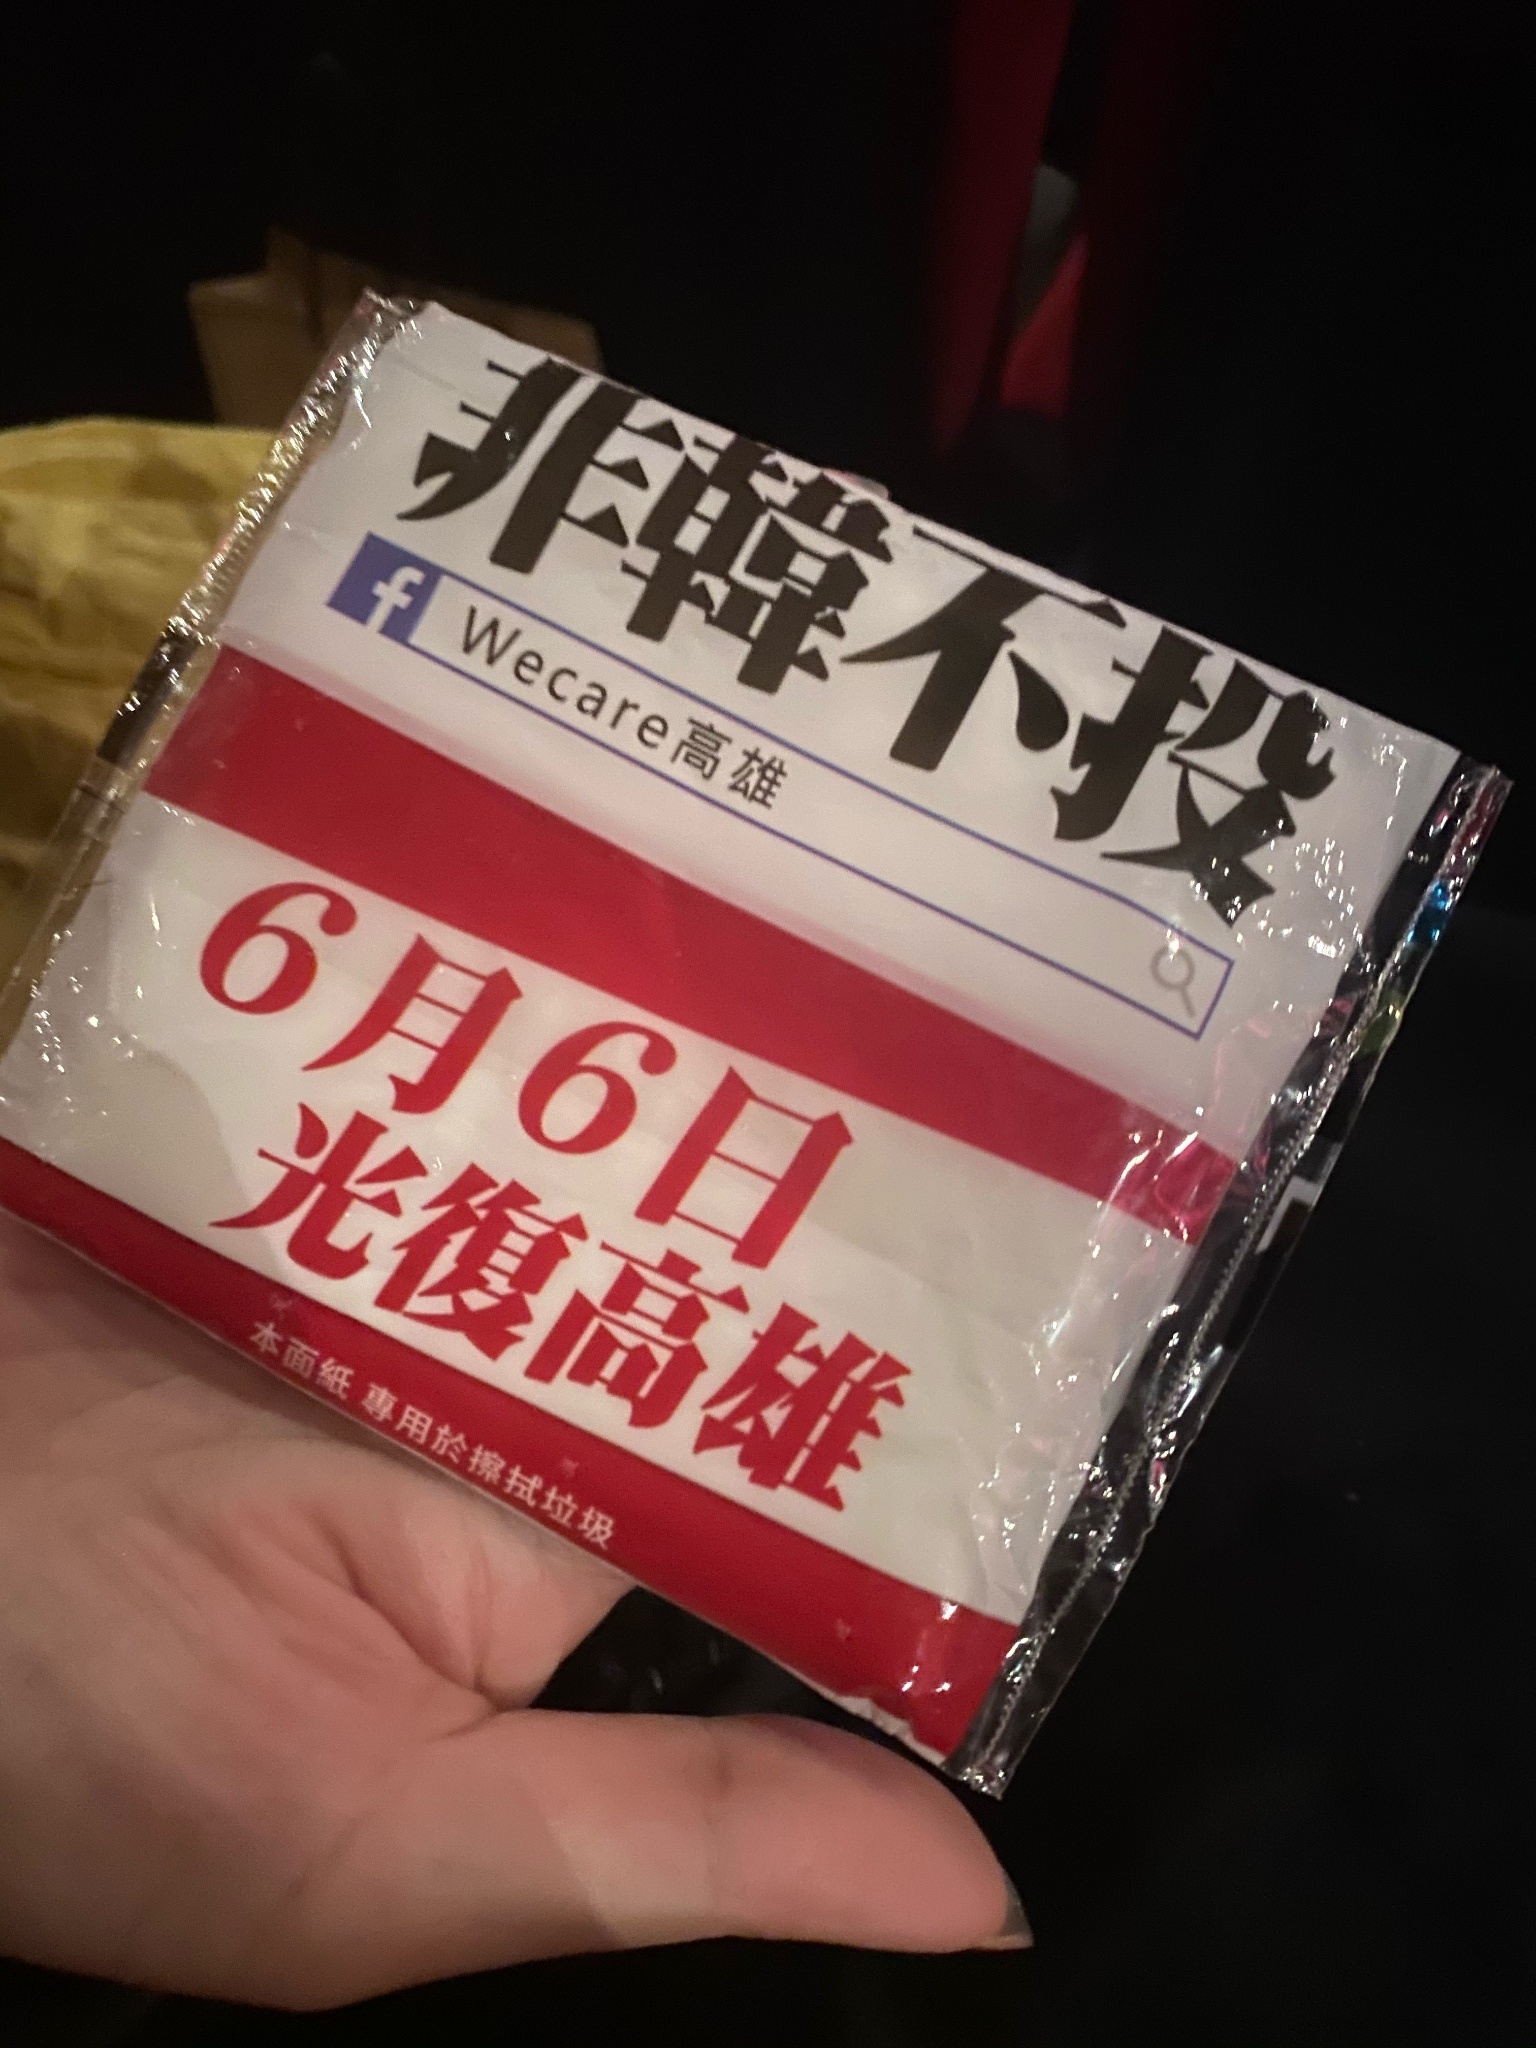 非韓不投
f Wecare高雄
6月6日
光復高雄
本面紙 專用於擦拭垃圾